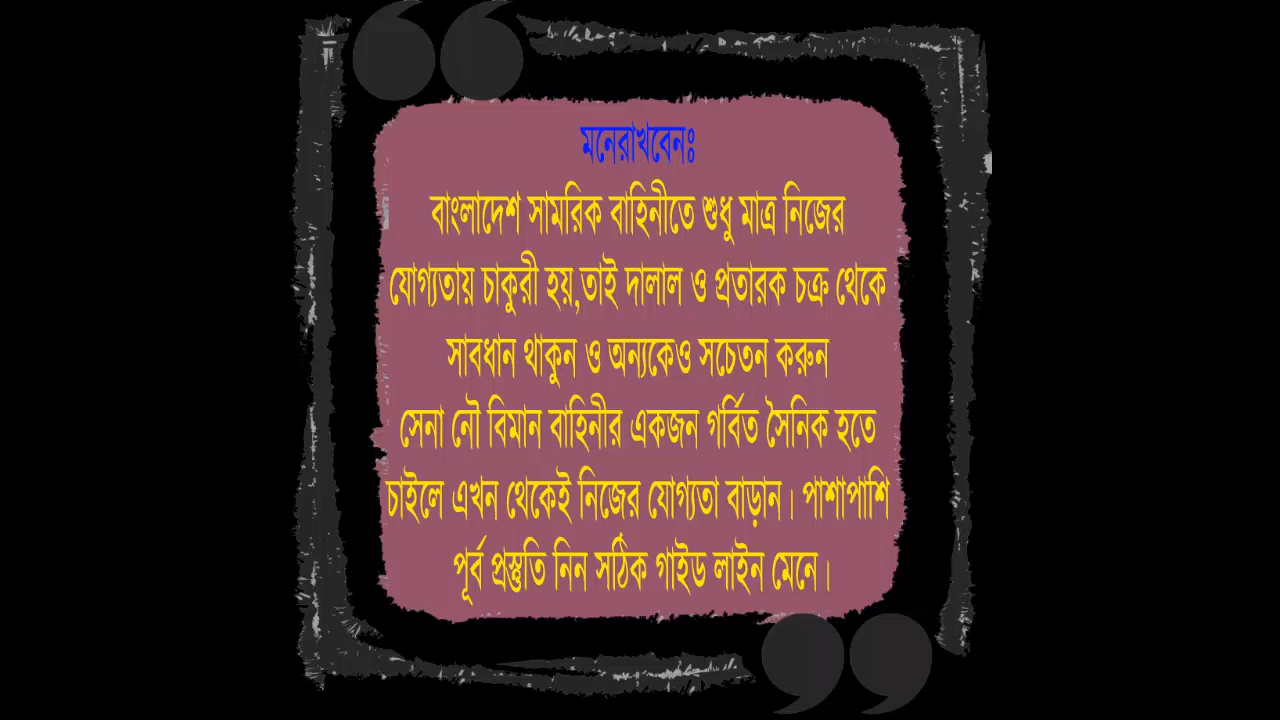 মনেরাখবেনঃ
বাংলাদেশ সামরিক বাহিনীতে শুধু মাত্র নিজের
যোগ্যতায় চাকুরী হয়,তাই দালাল ও প্রতারক চক্র থেকে
সাবধান থাকুন ও অন্যকেও সচেতন করুন
সেনা নৌ বিমান বাহিনীর একজন গর্বিত সৈনিক হতে
চাইলে এখন থেকেই নিজের যোগ্যতা বাড়ান। পাশাপাশি
পূর্ব প্রস্তুতি নিন সঠিক গাইড লাইন মেনে।